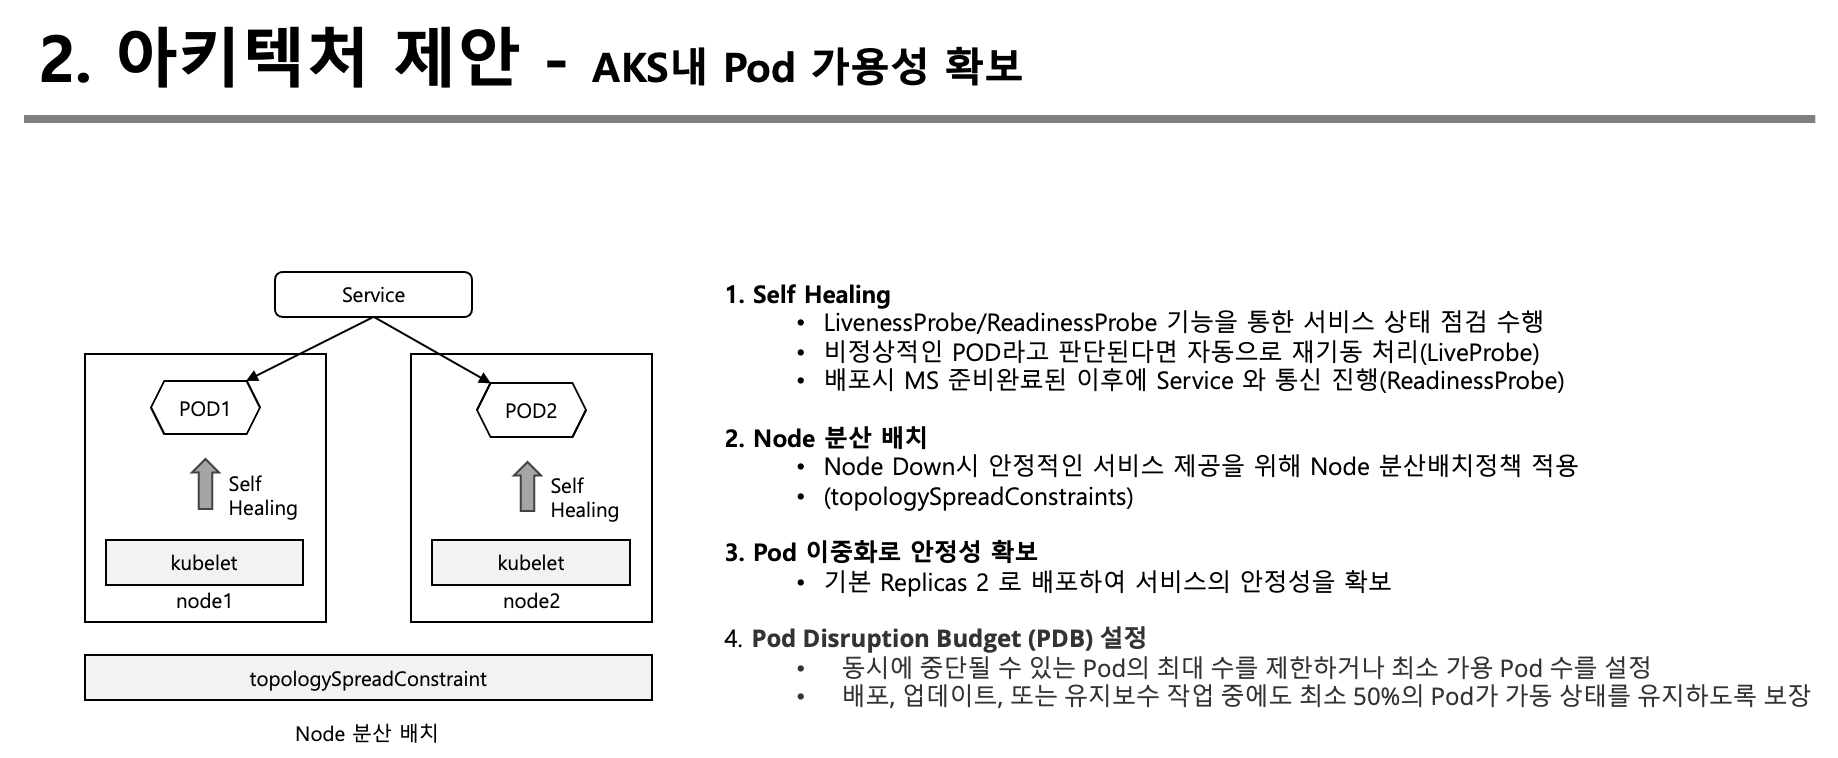 2. 아키텍처 제안 - AKS내 Pod 가용성 확보
Service
POD1
POD2
Self
Healing
Self
Healing
kubelet
kubelet
node1
node2
topologySpreadConstraint
Node 분산 배치
1. Self Healing
• LivenessProbe/ReadinessProbe 기능을 통한 서비스 상태 점검 수행
• 비정상적인 POD라고 판단된다면 자동으로 재기동 처리(LiveProbe)
• 배포시 MS 준비완료된 이후에 Service 와 통신 진행(ReadinessProbe)
2. Node 분산 배치
• Node Down시 안정적인 서비스 제공을 위해 Node 분산배치정책 적용
• (topologySpreadConstraints)
3. Pod 이중화로 안정성 확보
• 기본 Replicas 2 로 배포하여 서비스의 안정성을 확보
4. Pod Disruption Budget (PDB) 설정
• 동시에 중단될 수 있는 Pod의 최대 수를 제한하거나 최소 가용 Pod 수를 설정
• 배포, 업데이트, 또는 유지보수 작업 중에도 최소 50%의 Pod가 가동 상태를 유지하도록 보장